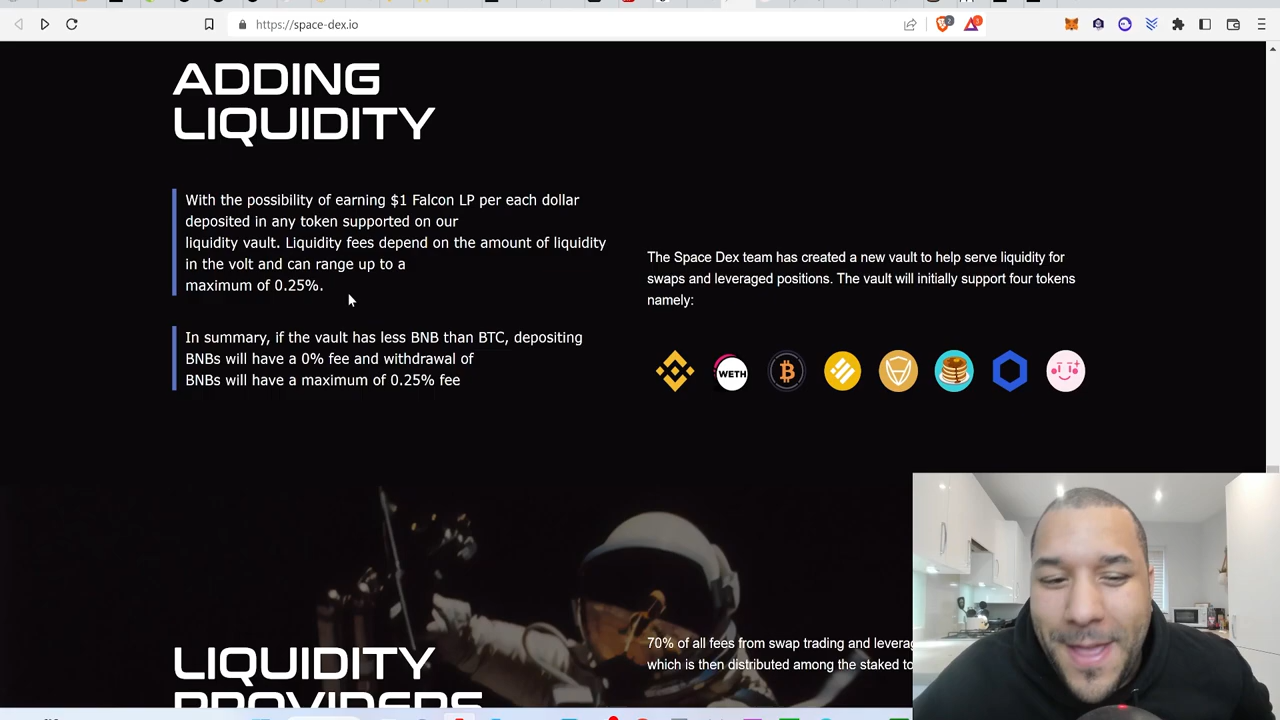 https://space-dex.io
ADDING
LIQUIDITY
With the possibility of earning $1 Falcon LP per each dollar
deposited in any token supported on our
liquidity vault. Liquidity fees depend on the amount of liquidity
in the volt and can range up to a
maximum of 0.25%.
In summary, if the vault has less BNB than BTC, depositing
BNBs will have a 0% fee and withdrawal of
BNBs will have a maximum of 0.25% fee
The Space Dex team has created a new vault to help serve liquidity for
swaps and leveraged positions. The vault will initially support four tokens
namely:
WETH
LIQUIDITY
PROVIDERS
70% of all fees from swap trading and
which is then distributed among the staked